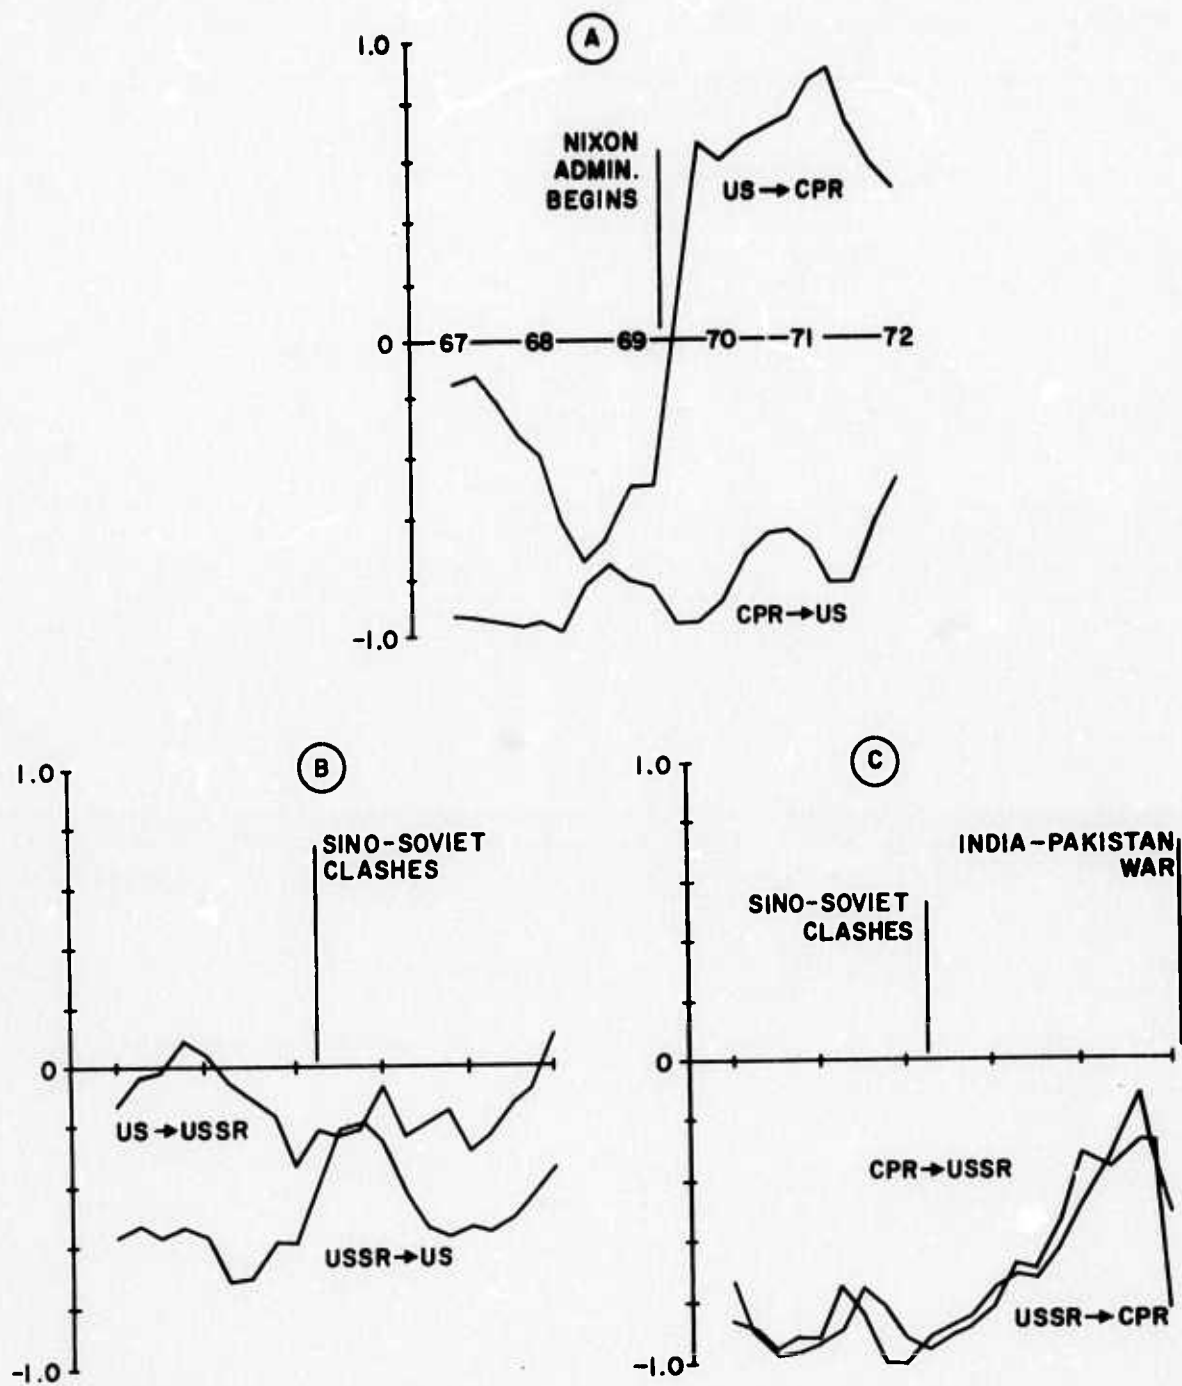 A
1.0
NIXON
ADMIN.
BEGINS
US→CPR
0 67 68 69 70 71 72
CPR→US
-1.0
B
1.0
SINO-SOVIET
CLASHES
0
US→USSR
USSR→US
-1.0
C
1.0
INDIA-PAKISTAN
WAR
SINO-SOVIET
CLASHES
0
CPR→USSR
USSR→CPR
-1.0